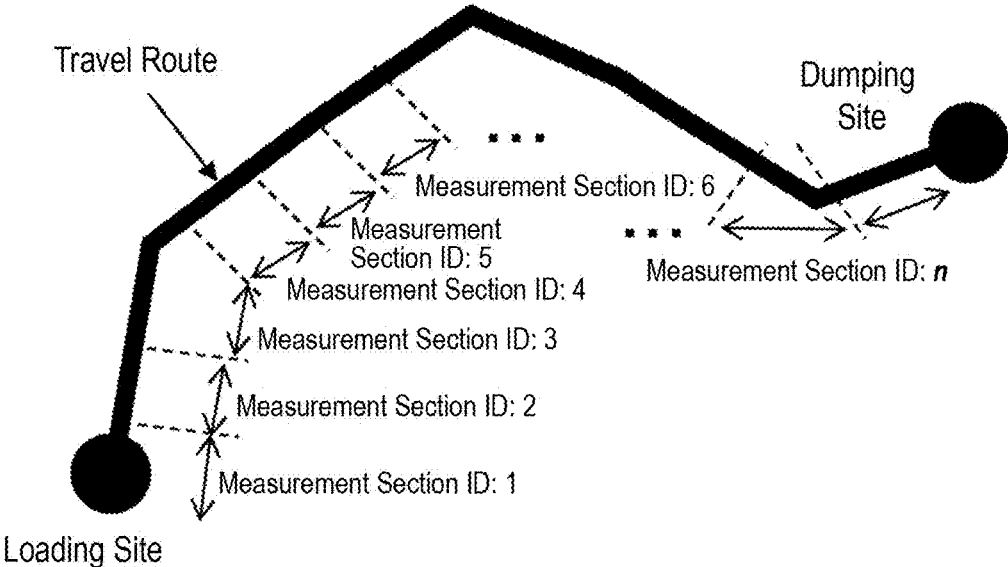 Travel Route
Dumping
Site
Measurement Section ID: 6
Measurement
Section ID: 5
Measurement Section ID: n
Measurement Section ID: 4
Measurement Section ID: 3
Measurement Section ID: 2
Measurement Section ID: 1
Loading Site